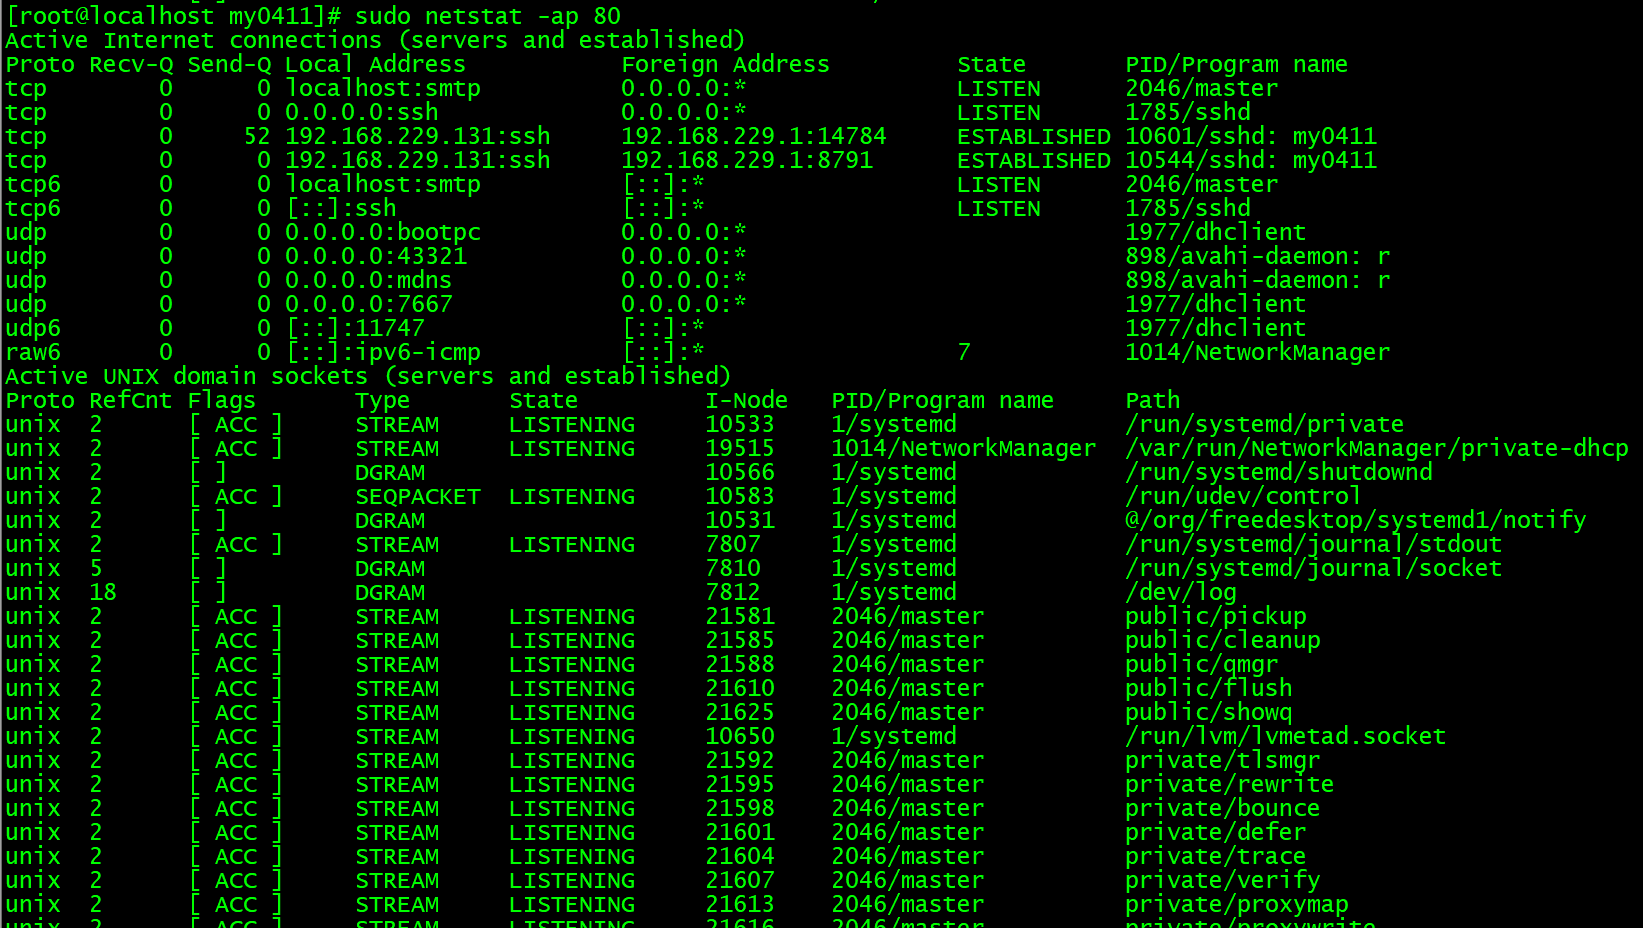 [root@localhost my0411]# sudo netstat -ap 80
Active Internet connections (servers and established)
Proto Recv-Q Send-Q Local Address           Foreign Address         State       PID/Program name
tcp        0      0 localhost:smtp          0.0.0.0:*               LISTEN      2046/master
tcp        0      0 0.0.0.0:ssh             0.0.0.0:*               LISTEN      1785/sshd
tcp        0     52 192.168.229.131:ssh     192.168.229.1:14784     ESTABLISHED 10601/sshd: my0411
tcp        0      0 192.168.229.131:ssh     192.168.229.1:8791      ESTABLISHED 10544/sshd: my0411
tcp6       0      0 localhost:smtp          [::]:*                  LISTEN      2046/master
tcp6       0      0 [::]:ssh                [::]:*                  LISTEN      1785/sshd
udp        0      0 0.0.0.0:bootpc          0.0.0.0:*                           1977/dhclient
udp        0      0 0.0.0.0:43321           0.0.0.0:*                           898/avahi-daemon: r
udp        0      0 0.0.0.0:mdns            0.0.0.0:*                           898/avahi-daemon: r
udp        0      0 0.0.0.0:7667            0.0.0.0:*                           1977/dhclient
udp6       0      0 [::]:11747              [::]:*                              1977/dhclient
raw6       0      0 [::]:ipv6-icmp          [::]:*                  7           1014/NetworkManager
Active UNIX domain sockets (servers and established)
Proto RefCnt Flags       Type       State         I-Node   PID/Program name     Path
unix  2      [ ACC ]     STREAM     LISTENING     10533    1/systemd            /run/systemd/private
unix  2      [ ACC ]     STREAM     LISTENING     19515    1014/NetworkManager  /var/run/NetworkManager/private-dhcp
unix  2      [ ]         DGRAM                    10566    1/systemd            /run/systemd/shutdownd
unix  2      [ ACC ]     SEQPACKET  LISTENING     10583    1/systemd            /run/udev/control
unix  2      [ ]         DGRAM                    10531    1/systemd            @/org/freedesktop/systemd1/notify
unix  2      [ ACC ]     STREAM     LISTENING     7807     1/systemd            /run/systemd/journal/stdout
unix  5      [ ]         DGRAM                    7810     1/systemd            /run/systemd/journal/socket
unix  18     [ ]         DGRAM                    7812     1/systemd            /dev/log
unix  2      [ ACC ]     STREAM     LISTENING     21581    2046/master          public/pickup
unix  2      [ ACC ]     STREAM     LISTENING     21585    2046/master          public/cleanup
unix  2      [ ACC ]     STREAM     LISTENING     21588    2046/master          public/qmgr
unix  2      [ ACC ]     STREAM     LISTENING     21610    2046/master          public/flush
unix  2      [ ACC ]     STREAM     LISTENING     21625    2046/master          public/showq
unix  2      [ ACC ]     STREAM     LISTENING     10650    1/systemd            /run/lvm/lvmetad.socket
unix  2      [ ACC ]     STREAM     LISTENING     21592    2046/master          private/tlsmgr
unix  2      [ ACC ]     STREAM     LISTENING     21595    2046/master          private/rewrite
unix  2      [ ACC ]     STREAM     LISTENING     21598    2046/master          private/bounce
unix  2      [ ACC ]     STREAM     LISTENING     21601    2046/master          private/defer
unix  2      [ ACC ]     STREAM     LISTENING     21604    2046/master          private/trace
unix  2      [ ACC ]     STREAM     LISTENING     21607    2046/master          private/verify
unix  2      [ ACC ]     STREAM     LISTENING     21613    2046/master          private/proxymap
unix  2      [ ACC ]     STREAM     LISTENING     21616    2046/master          private/proxywrite